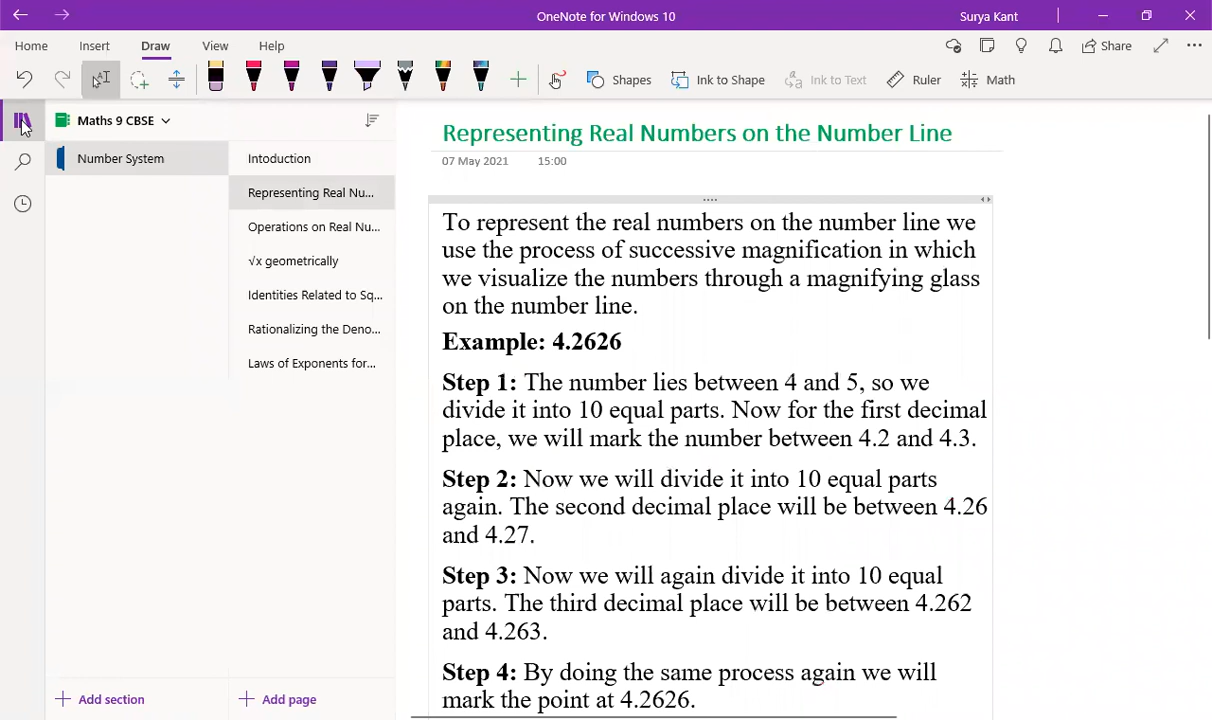 OneNote for Windows 10
Surya Kant
Home Insert Draw View Help
Share
Shapes Ink to Shape Ink to Text Ruler Math
Maths 9 CBSE
Number System
Intoduction
Representing Real Nu...
Operations on Real Nu...
√x geometrically
Identities Related to Sq...
Rationalizing the Deno...
Laws of Exponents for...
Add section
Add page
Representing Real Numbers on the Number Line
07 May 2021 15:00
To represent the real numbers on the number line we
use the process of successive magnification in which
we visualize the numbers through a magnifying glass
on the number line.
Example: 4.2626
Step 1: The number lies between 4 and 5, so we
divide it into 10 equal parts. Now for the first decimal
place, we will mark the number between 4.2 and 4.3.
Step 2: Now we will divide it into 10 equal parts
again. The second decimal place will be between 4.26
and 4.27.
Step 3: Now we will again divide it into 10 equal
parts. The third decimal place will be between 4.262
and 4.263.
Step 4: By doing the same process again we will
mark the point at 4.2626.